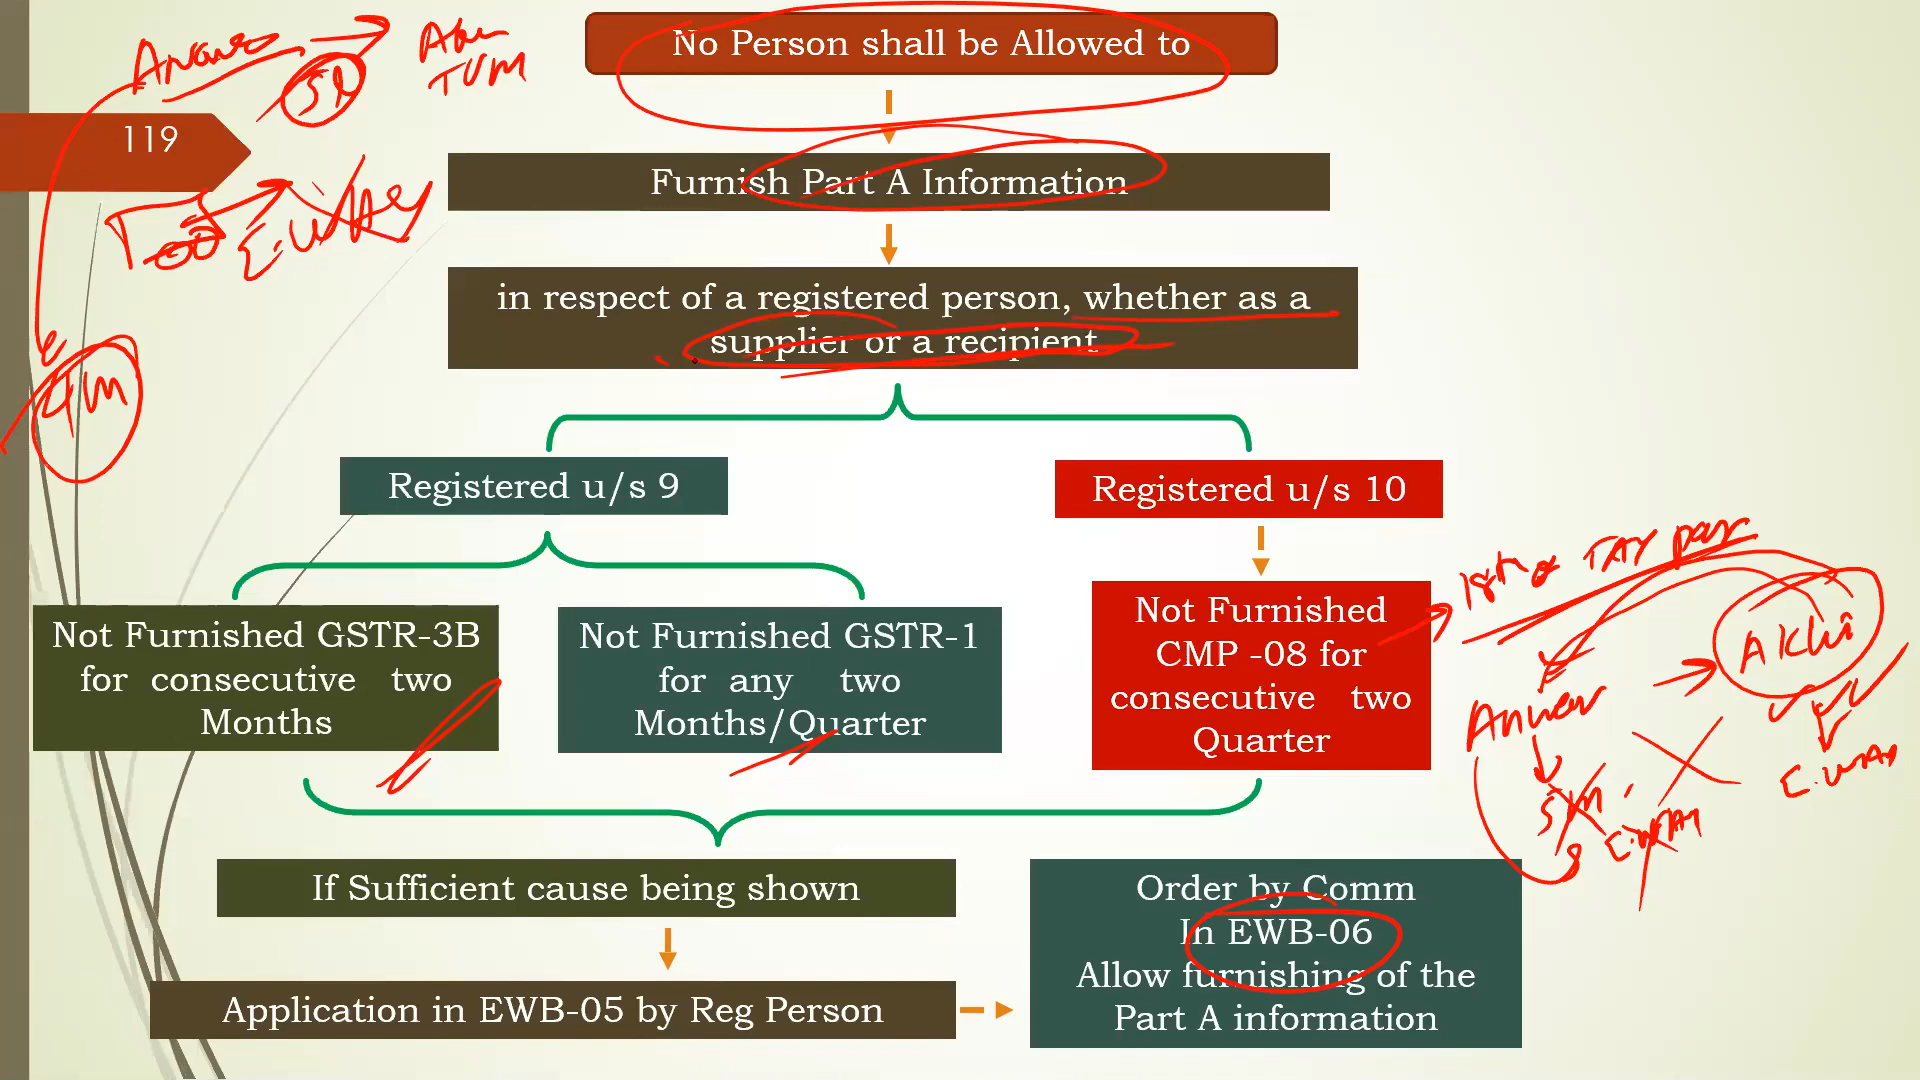 No Person shall be Allowed to
119
Furnish Part A Information
in respect of a registered person, whether as a
supplier or a recipient
Registered u/s 9
Registered u/s 10
Not Furnished GSTR-3B
for consecutive two
Months
Not Furnished GSTR-1
for any two
Months/Quarter
Not Furnished
CMP -08 for
consecutive two
Quarter
If Sufficient cause being shown
Application in EWB-05 by Reg Person
Order by Comm
In EWB-06
Allow furnishing of the
Part A information
TVM